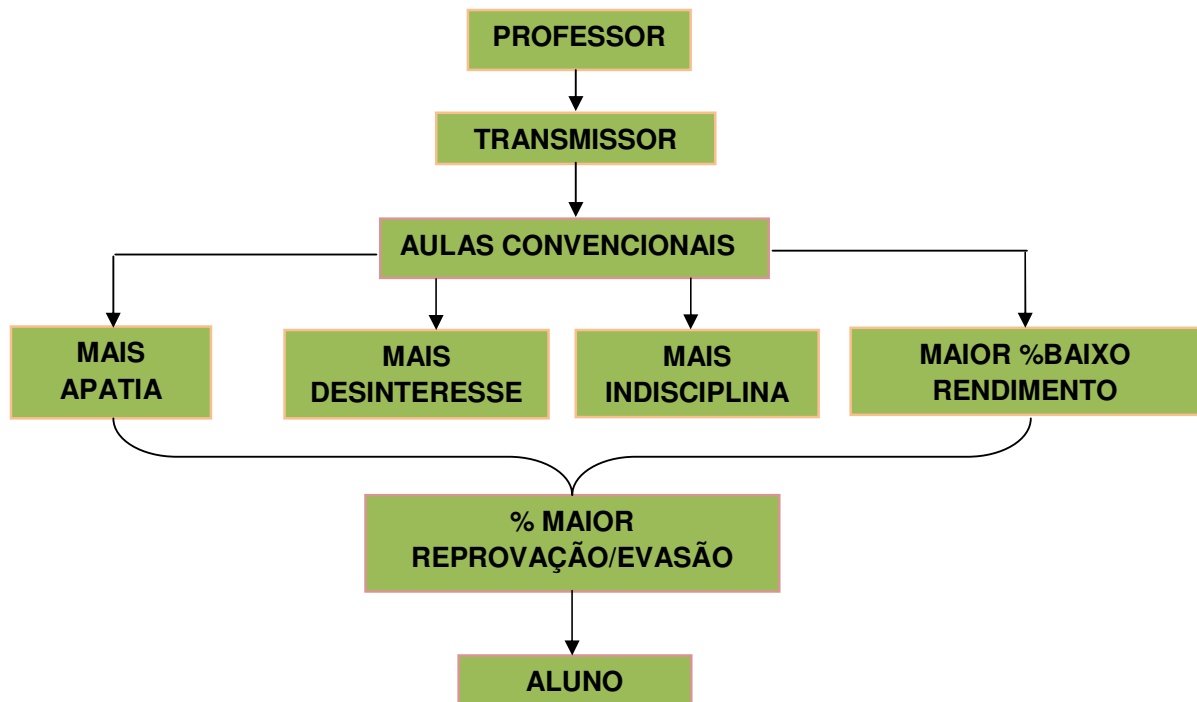 PROFESSOR
TRANSMISSOR
AULAS CONVENCIONAIS
MAIS
APATIA
MAIS
DESINTERESSE
MAIS
INDISCIPLINA
MAIOR %BAIXO
RENDIMENTO
% MAIOR
REPROVAÇÃO/EVASÃO
ALUNO